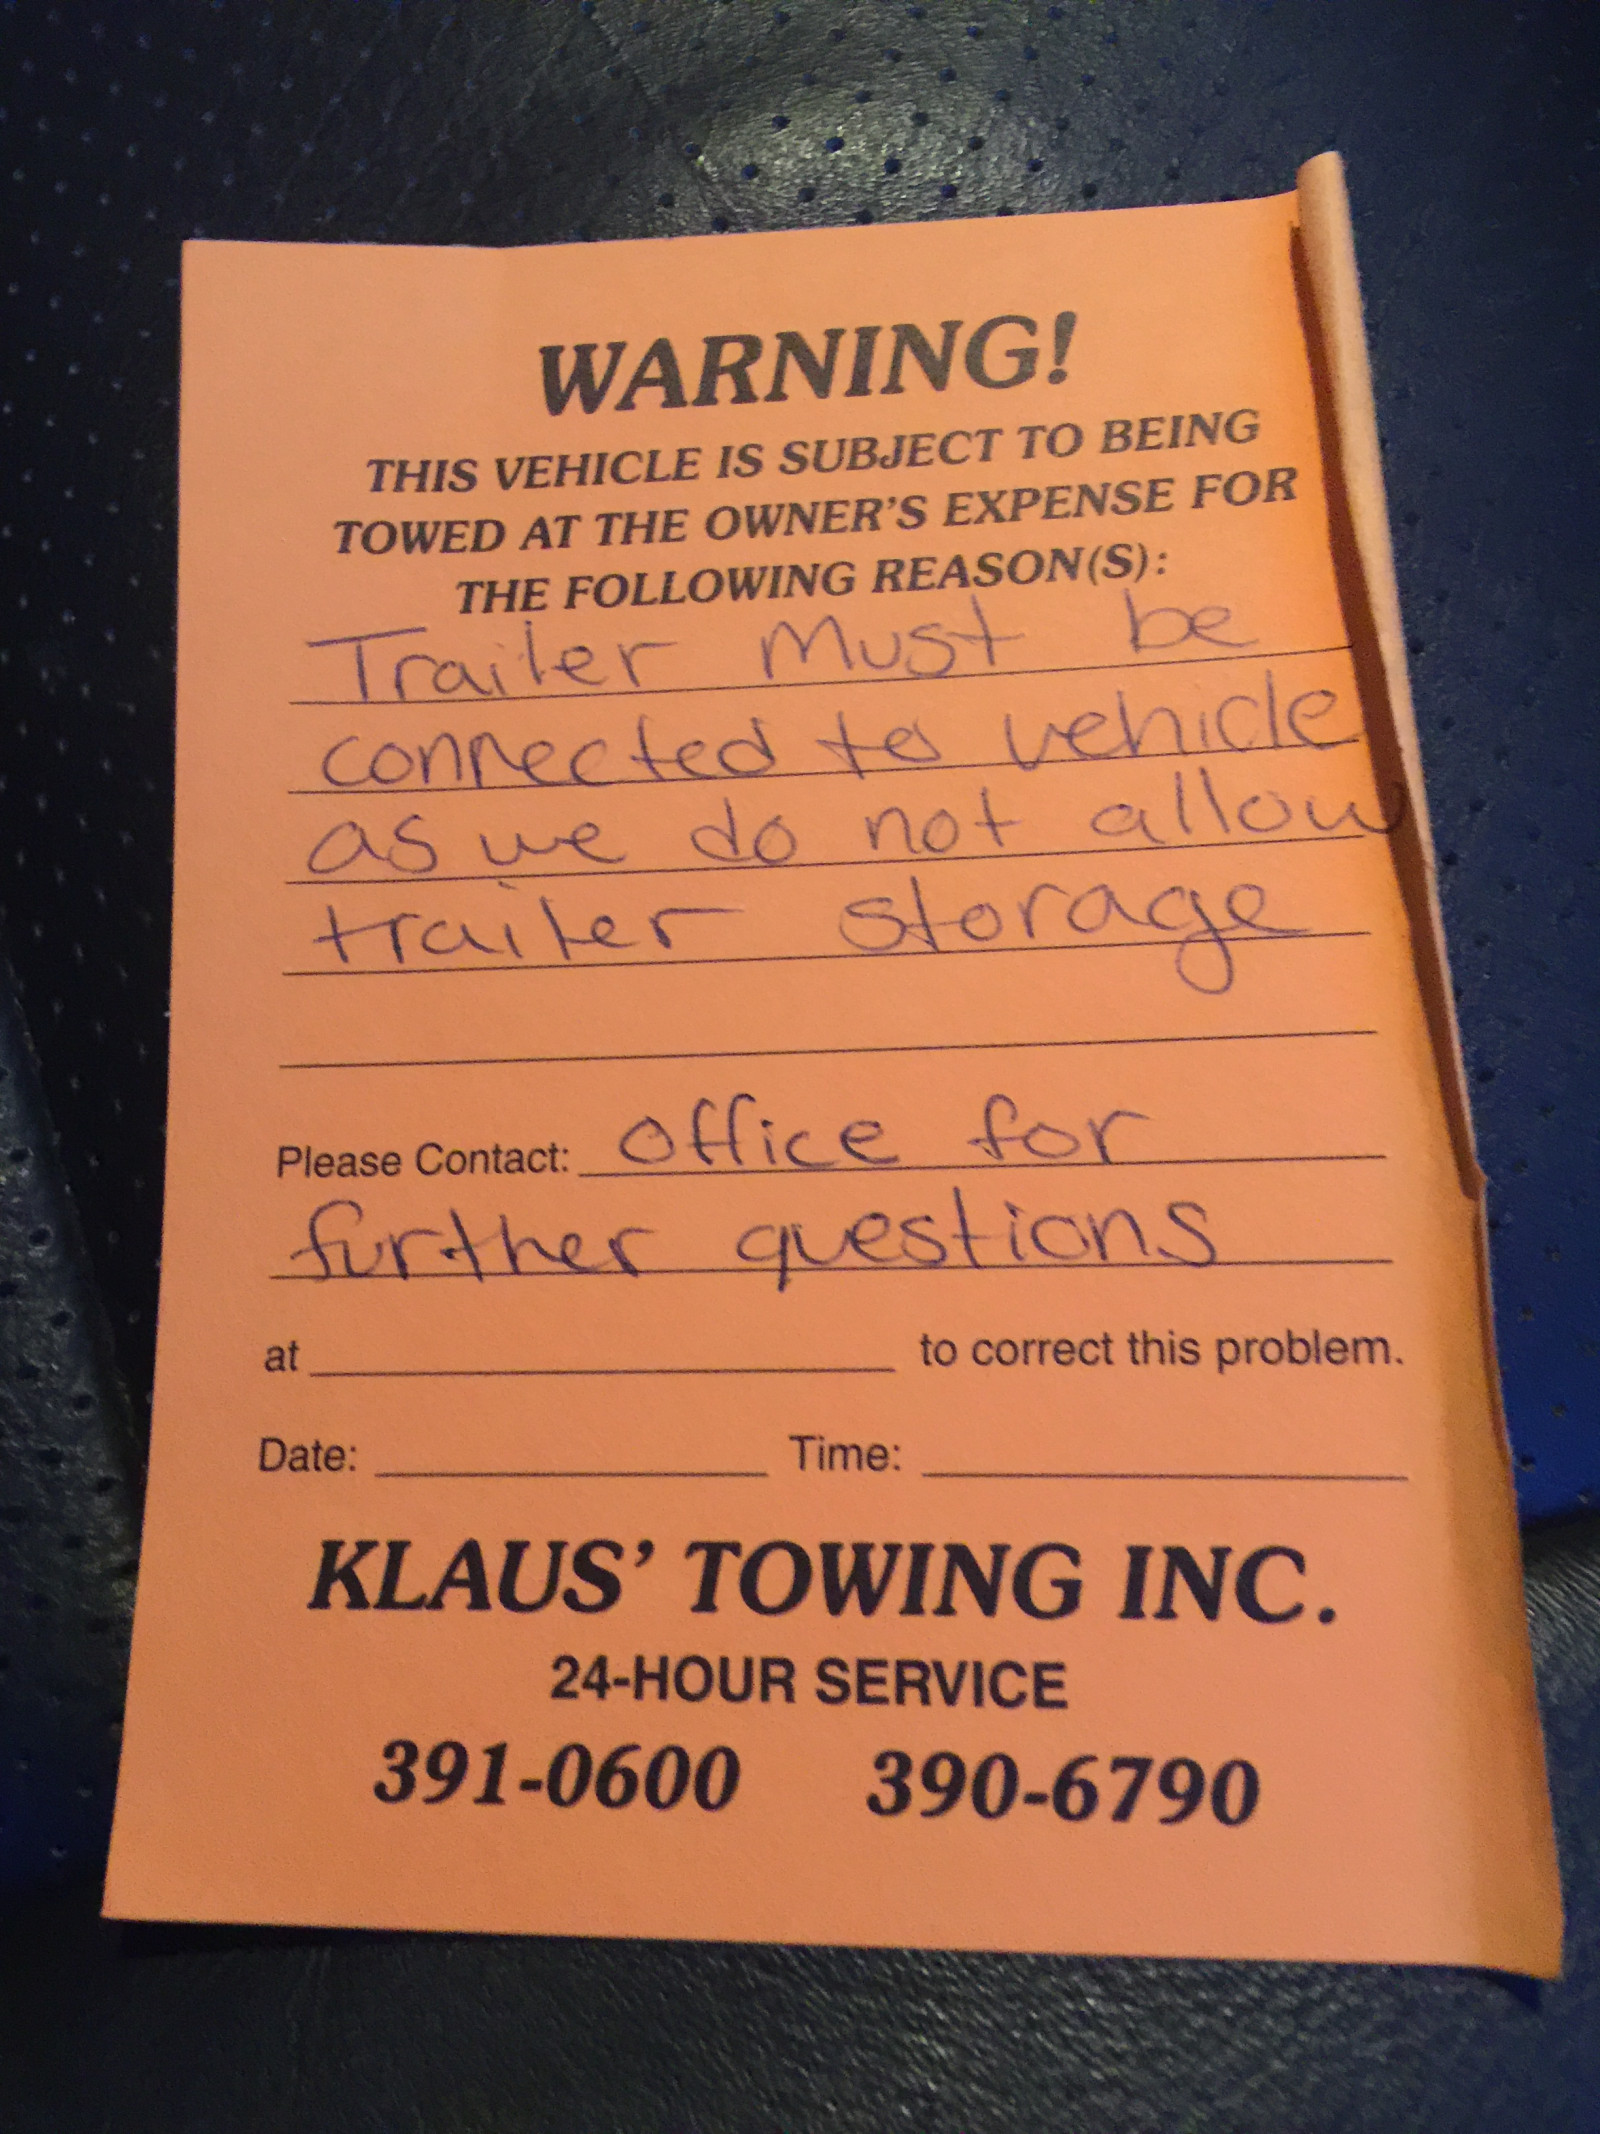 WARNING!
THIS VEHICLE IS SUBJECT TO BEING
TOWED AT THE OWNER'S EXPENSE FOR
THE FOLLOWING REASON(S):
Trailer Must be
connected to vehicle
as we do not allow
trailer storage
Please Contact: office for
further questions
at to correct this problem.
Date: Time:
KLAUS' TOWING INC.
24-HOUR SERVICE
391-0600 390-6790